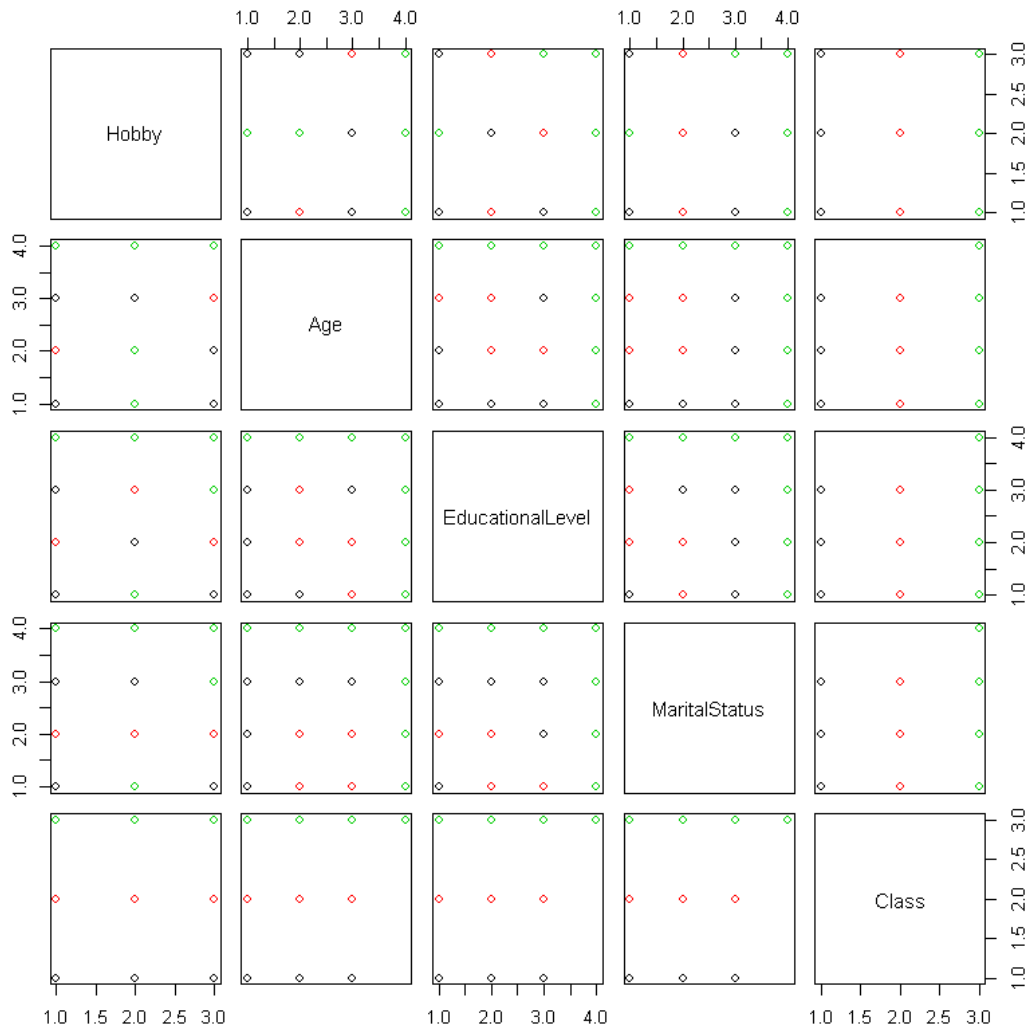 1.0 2.0 3.0 4.0 1.0 2.0 3.0 4.0
Hobby
1.0 1.5 2.0 2.5 3.0
1.0 2.0 3.0 4.0
Age
EducationalLevel
1.0 2.0 3.0 4.0
1.0 2.0 3.0 4.0
MaritalStatus
Class
1.0 1.5 2.0 2.5 3.0
1.0 1.5 2.0 2.5 3.0 1.0 2.0 3.0 4.0 1.0 1.5 2.0 2.5 3.0